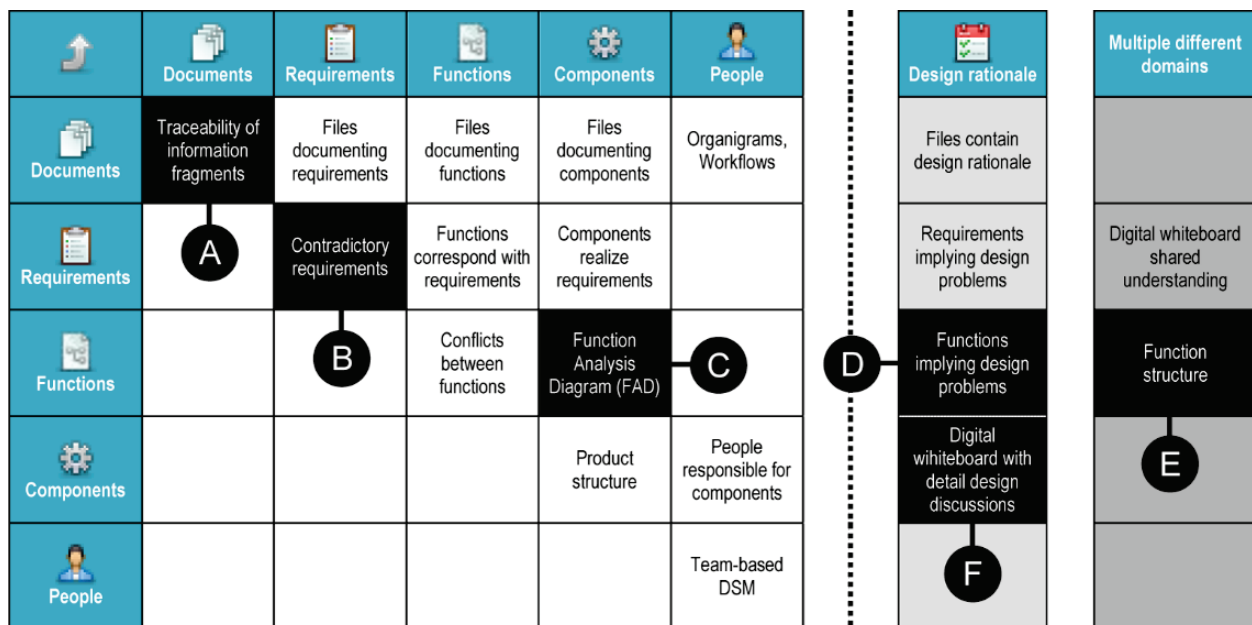 Documents
Requirements
Functions
Components
People
Design rationale
Multiple different
domains
Documents
Traceability of
information
fragments
Files
documenting
requirements
Files
documenting
functions
Files
documenting
components
Organigrams,
Workflows
Files contain
design rationale
Requirements
A
Contradictory
requirements
Functions
correspond with
requirements
Components
realize
requirements
Requirements
implying design
problems
Digital whiteboard
shared
understanding
Functions
B
Conflicts
between
functions
Function
Analysis
Diagram (FAD)
C
D
Functions
implying design
problems
Function
structure
Components
Product
structure
People
responsible for
components
Digital
whiteboard with
detail design
discussions
E
People
Team-based
DSM
F